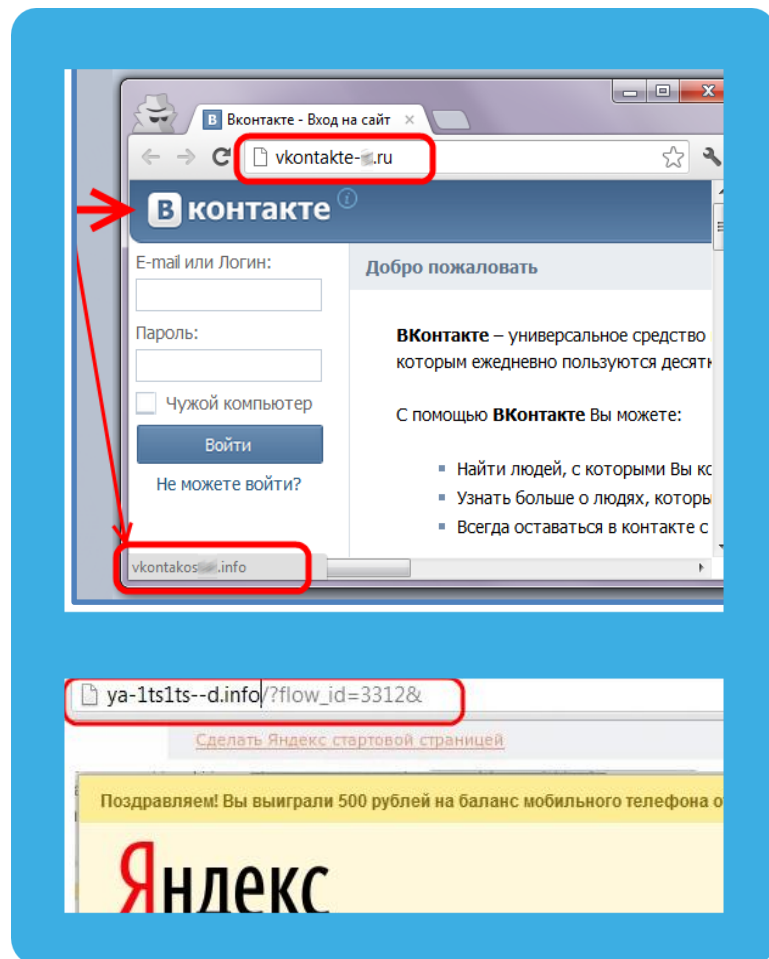 Вконтакте - Вход на сайт
vkontakte-
.ru
В контакте
E-mail или Логин:
Пароль:
Чужой компьютер
Войти
Не можете войти?
Добро пожаловать
ВКонтакте – универсальное средство
которым ежедневно пользуются
С помощью ВКонтакте Вы можете:
Найти людей, с которыми Вы
Узнать больше о людях,
Всегда оставаться в контакте с
vkontakos
.info
ya-1ts1ts--d.info/?flow_id=3312&
Сделать Яндекс стартовой страницей
Поздравляем! Вы выиграли 500 рублей на баланс мобильного телефона
Яндекс